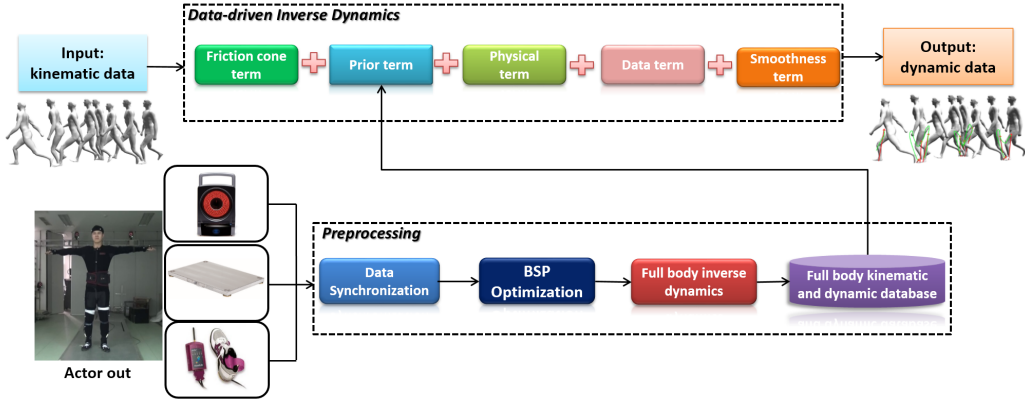 Data-driven Inverse Dynamics
Input:
kinematic data
Friction cone
term
Prior term
Physical
term
Data term
Smoothness
term
Output:
dynamic data
Preprocessing
Data
Synchronization
BSP
Optimization
Full body inverse
dynamics
Full body kinematic
and dynamic database
Actor out